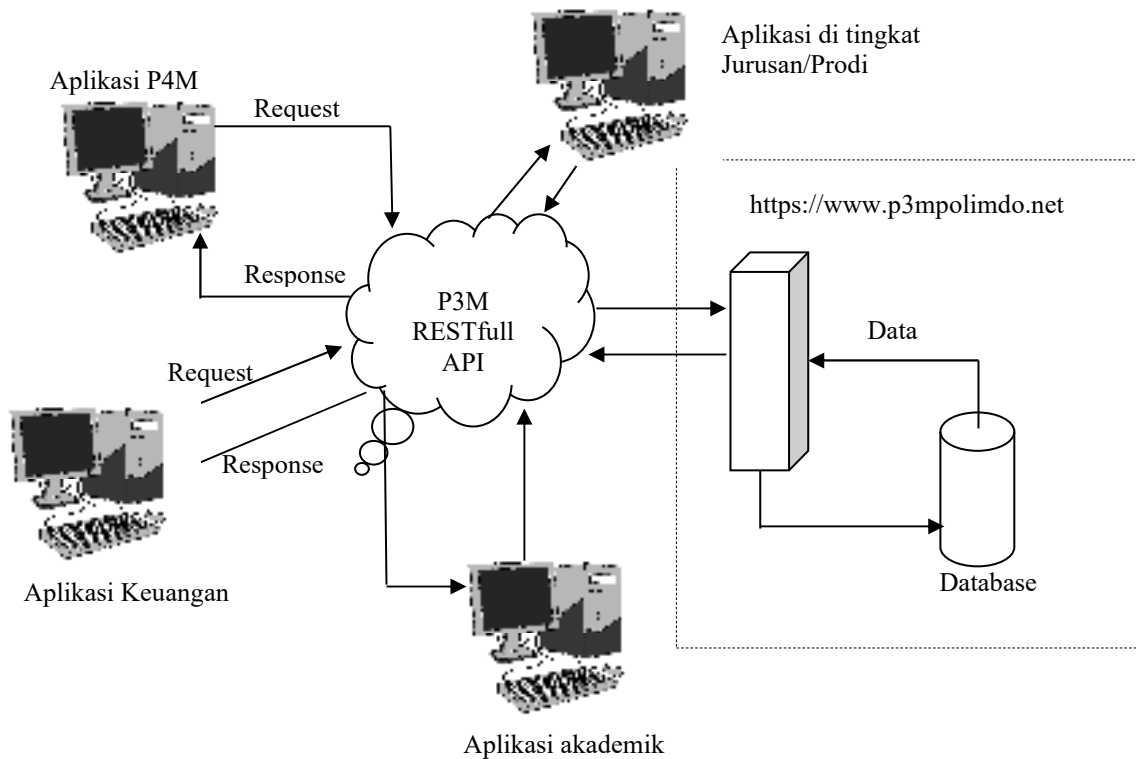 Aplikasi di tingkat
Jurusan/Prodi
Aplikasi P4M
Request
https://www.p3mpolimdo.net
Response
P3M
RESTfull
API
Data
Request
Response
Aplikasi Keuangan
Database
Aplikasi akademik